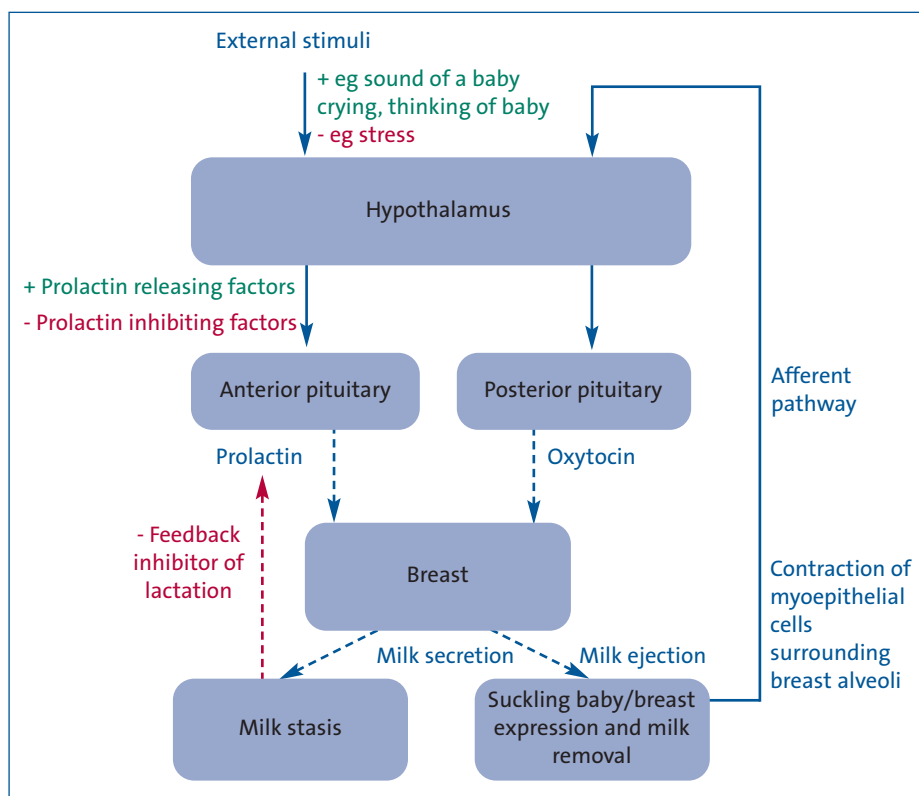 External stimuli
+ eg sound of a baby
crying, thinking of baby
- eg stress
Hypothalamus
+ Prolactin releasing factors
- Prolactin inhibiting factors
Anterior pituitary
Posterior pituitary
Afferent
pathway
Prolactin
Oxytocin
- Feedback
inhibitor of
lactation
Breast
Contraction of
myoepithelial
cells
surrounding
breast alveoli
Milk secretion
Milk ejection
Milk stasis
Suckling baby/breast
expression and milk
removal